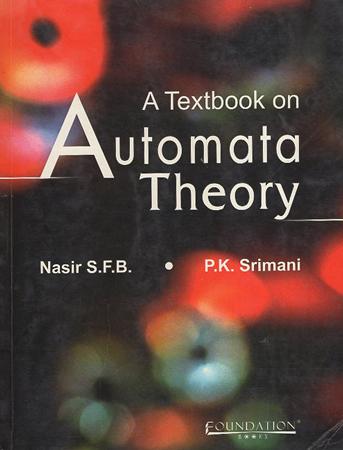 A Textbook on
Automata
Theory
Nasir S.F.B. • P.K. Srimani
FOUNDATION®
BOOKS